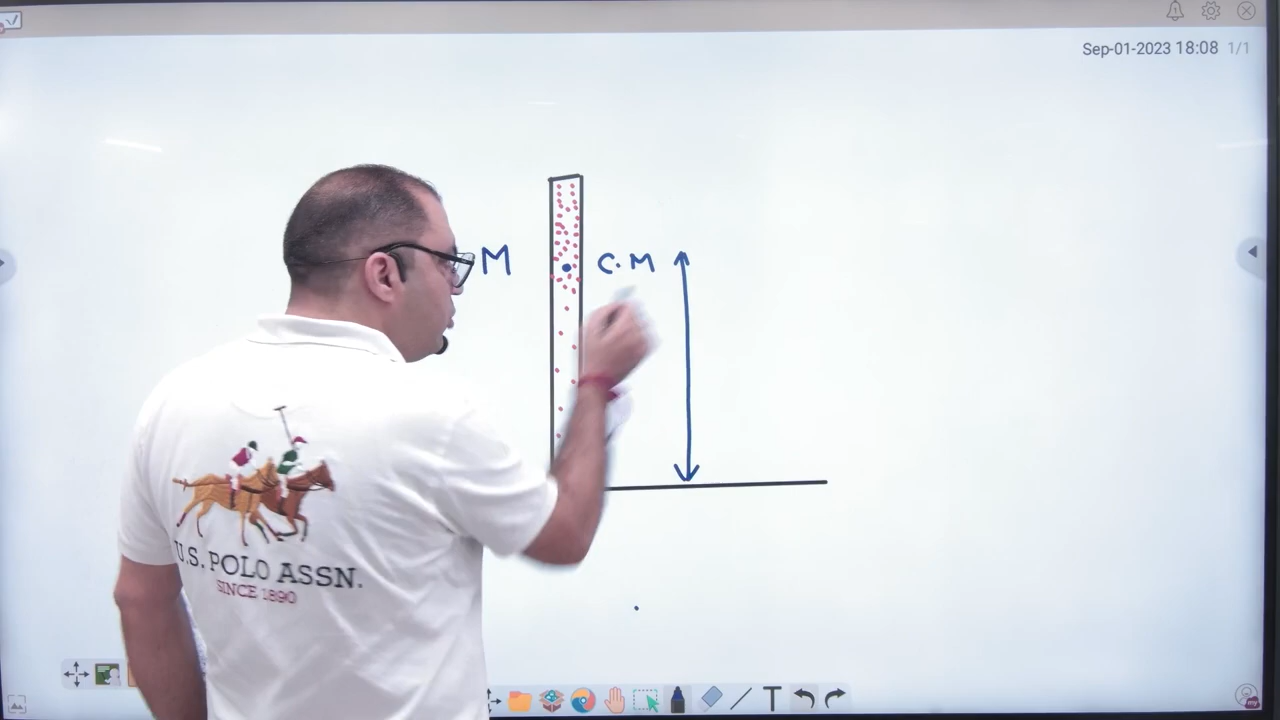 Sep-01-2023 18:08 1/1
M C.M
U.S. POLO ASSN.
SINCE 1890
T